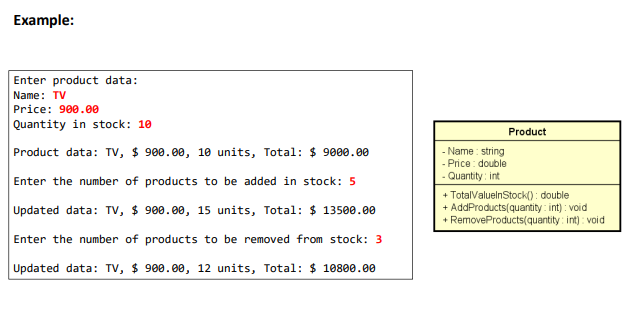 Example:
Enter product data:
Name: TV
Price: 900.00
Quantity in stock: 10
Product data: TV, $ 900.00, 10 units, Total: $ 9000.00
Enter the number of products to be added in stock: 5
Updated data: TV, $ 900.00, 15 units, Total: $ 13500.00
Enter the number of products to be removed from stock: 3
Updated data: TV, $ 900.00, 12 units, Total: $ 10800.00
Product
- Name : string
- Price : double
- Quantity : int
+ TotalValueInStock() : double
+ AddProducts(quantity : int) : void
+ RemoveProducts(quantity : int) : void